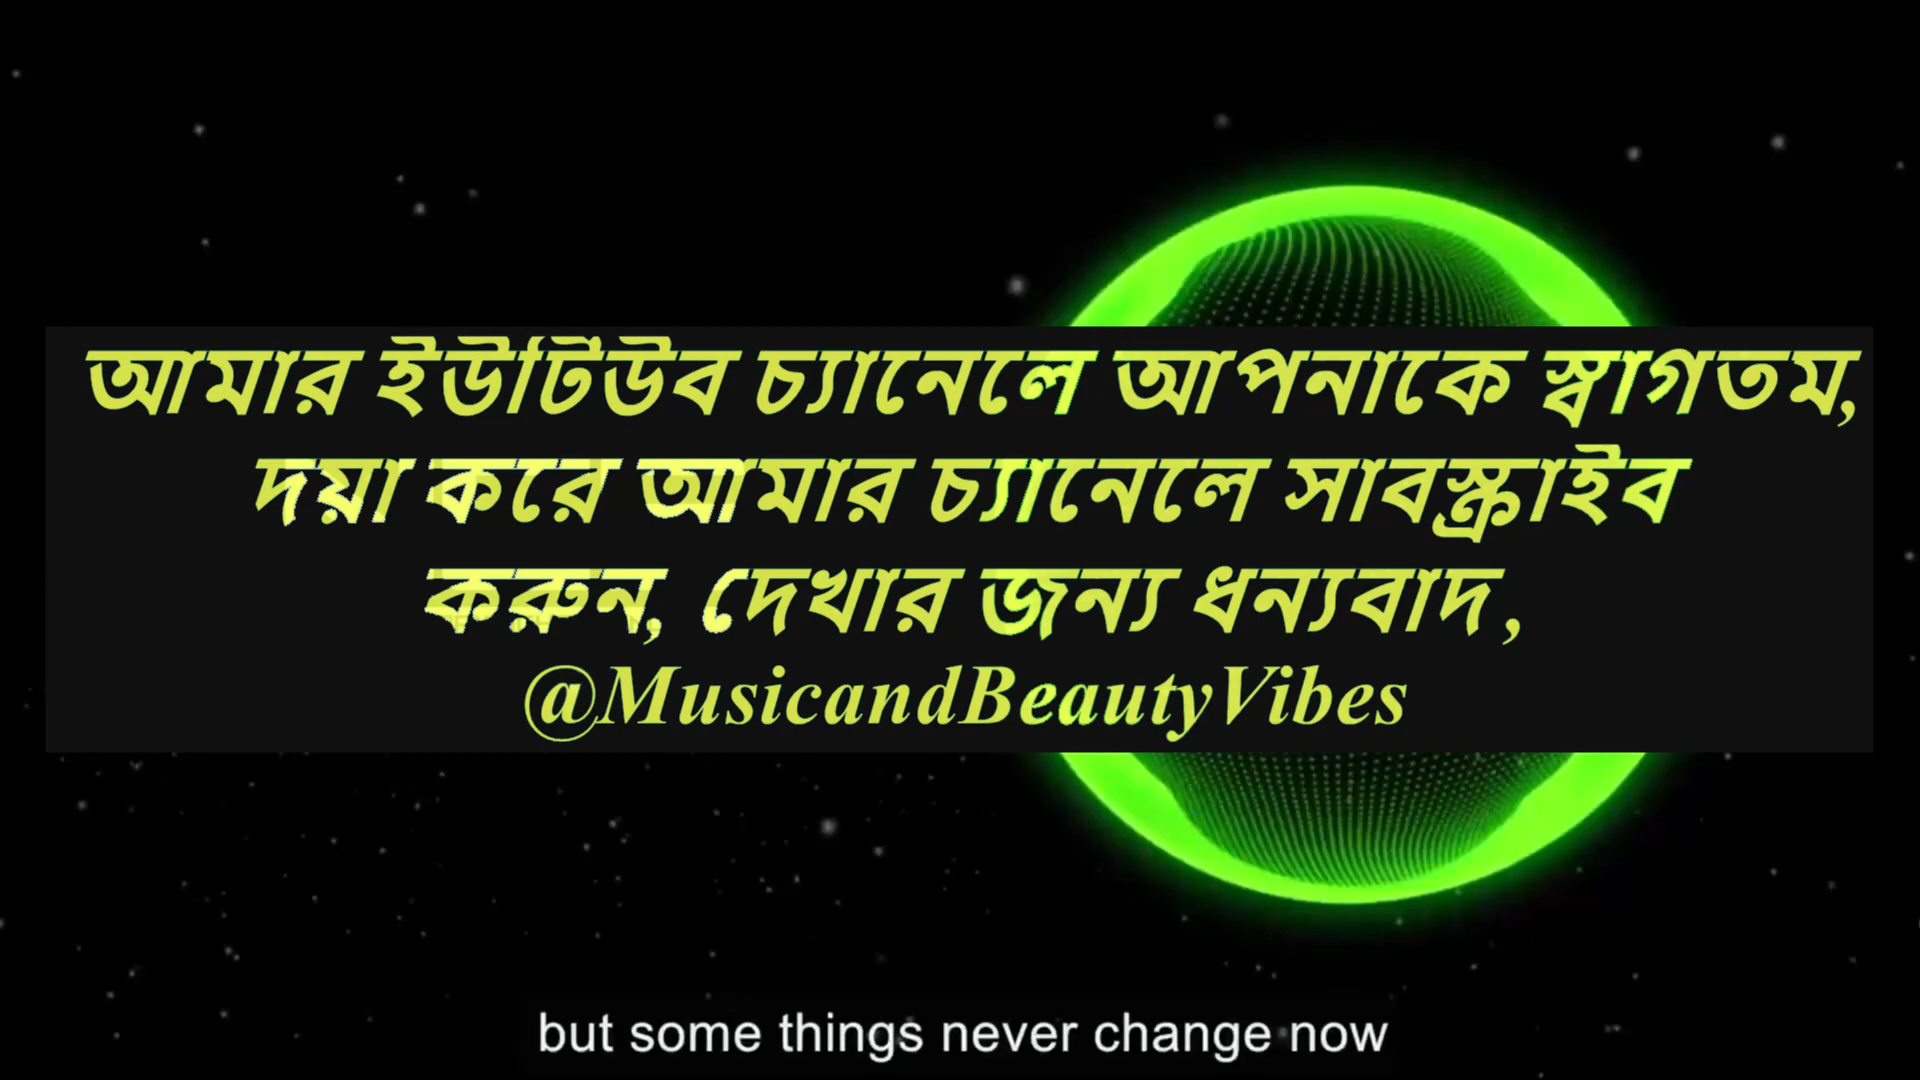 আমার ইউটিউব চ্যানেলে আপনাকে স্বাগতম,
দয়া করে আমার চ্যানেলে সাবস্ক্রাইব
করুন, দেখার জন্য ধন্যবাদ ,
@MusicandBeautyVibes
but some things never change now